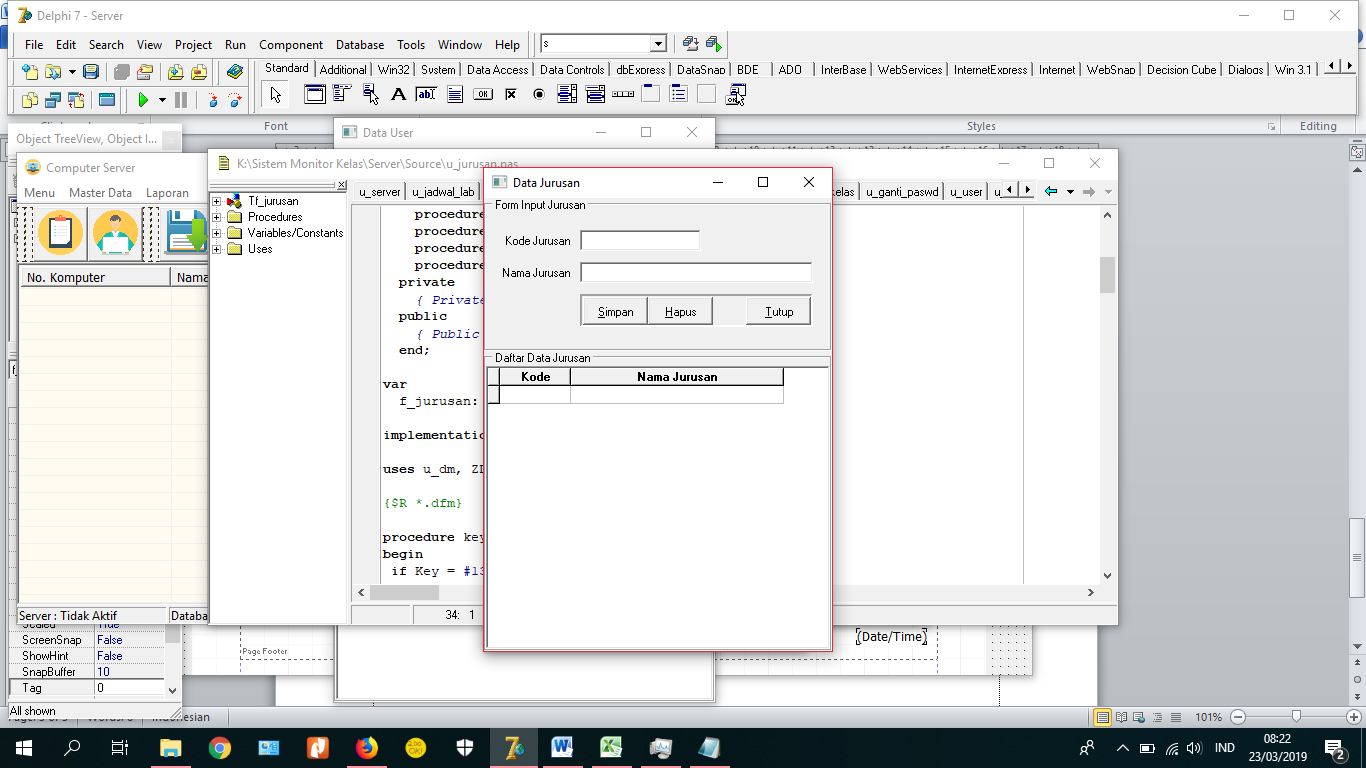 Delphi 7 - Server
File Edit Search View Project Run Component Database Tools Window Help
s
Standard Additional Win32 System Data Access Data Controls dbExpress DataSnap BDE ADO InterBase WebServices InternetExpress Internet WebSnap Decision Cube Dialogs Win 3.1
Font
Styles
Editing
Object TreeView, Object I...
Data User
Computer Server
Menu Master Data Laporan
No. Komputer Nama
K:\Sistem Monitor Kelas\Server\Source\u_jurusan.pas
Tf_jurusan
Procedures
Variables/Constants
Uses
u_server u_jadwal_lab
elas u_ganti_paswd u_user u_
procedure
procedure
procedure
procedure
private
{ Private
public
{ Public
end;
var
f_jurusan:
implementatio
uses u_dm, ZD
{$R *.dfm}
procedure key
begin
if Key = #13
34: 1
Data Jurusan
Form Input Jurusan
Kode Jurusan
Nama Jurusan
Simpan Hapus Tutup
Daftar Data Jurusan
Kode Nama Jurusan
Server : Tidak Aktif Databa
Scaled True
ScreenSnap False
ShowHint False
SnapBuffer 10
Tag 0
All shown
Page Footer
(Date/Time)
101%
IND
08:22
23/03/2019
2